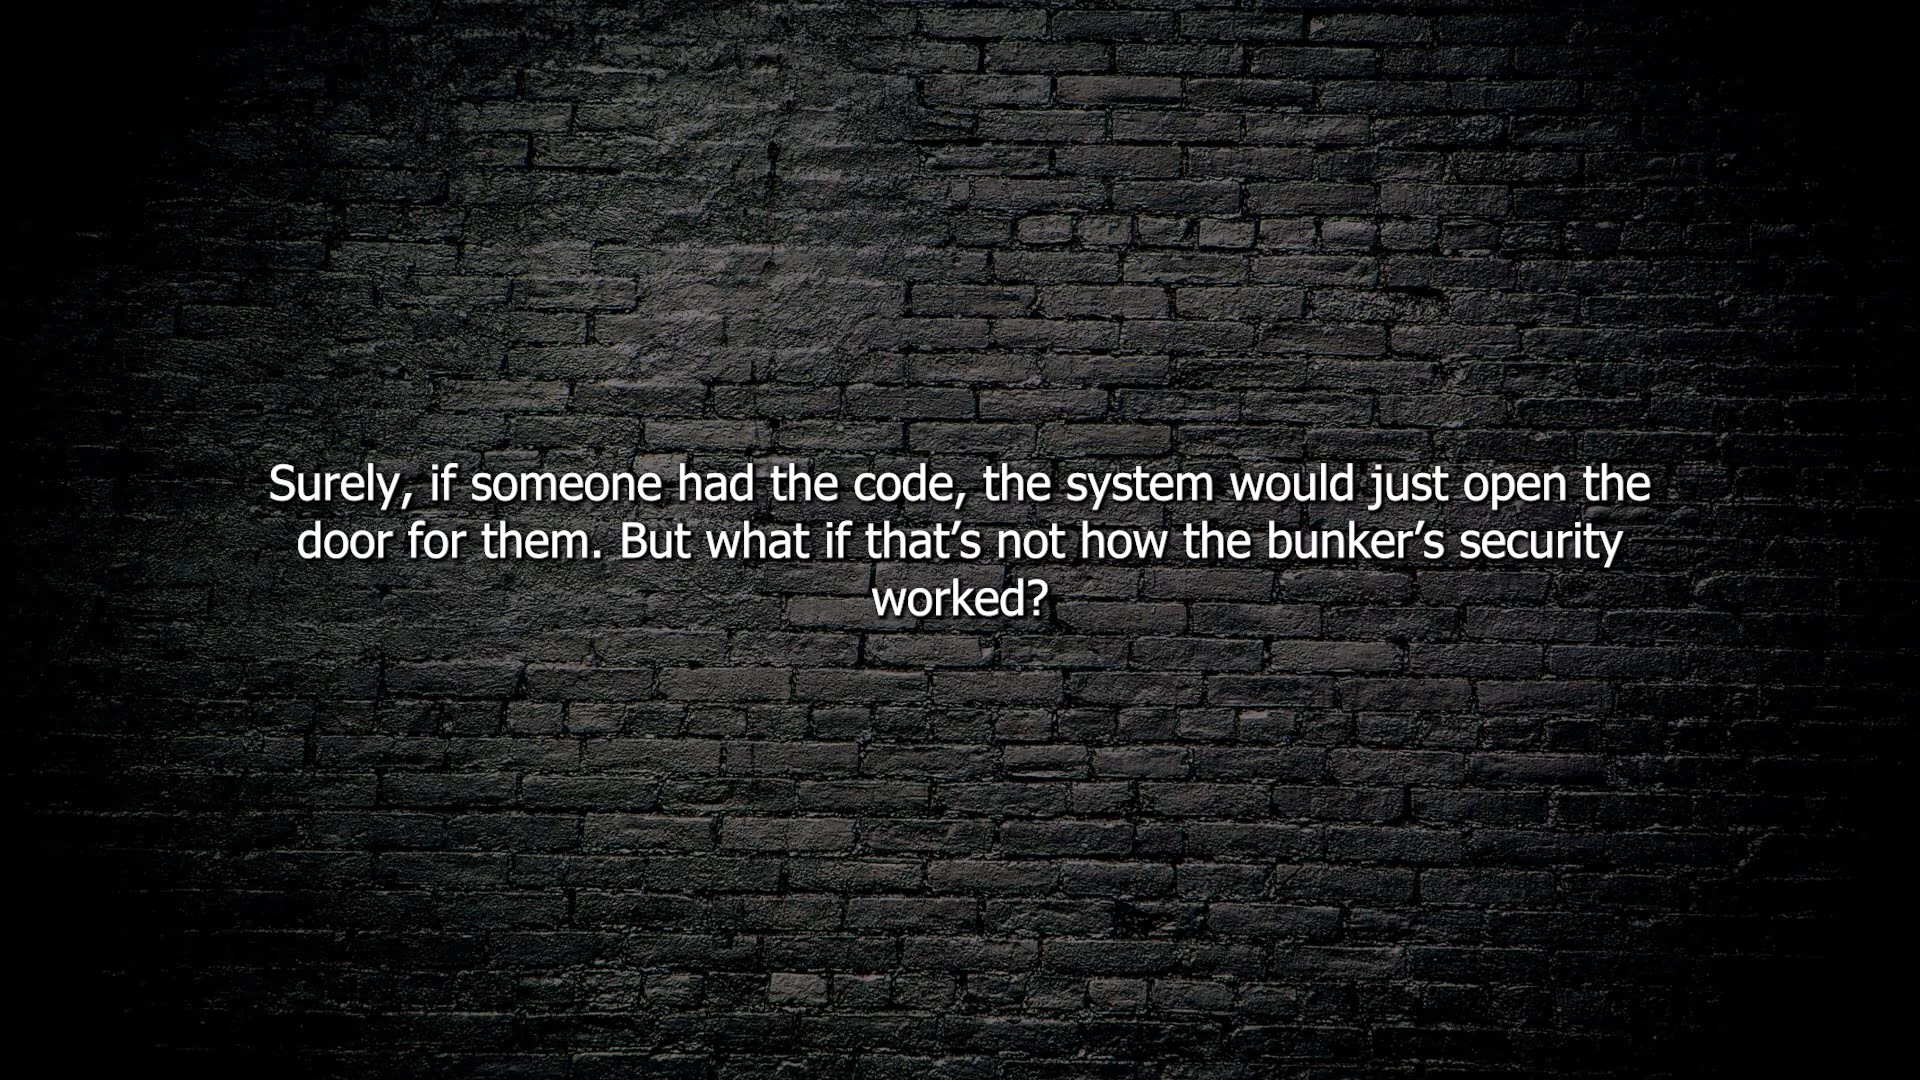 Surely, if someone had the code, the system would just open the
door for them. But what if that’s not how the bunker’s security
worked?